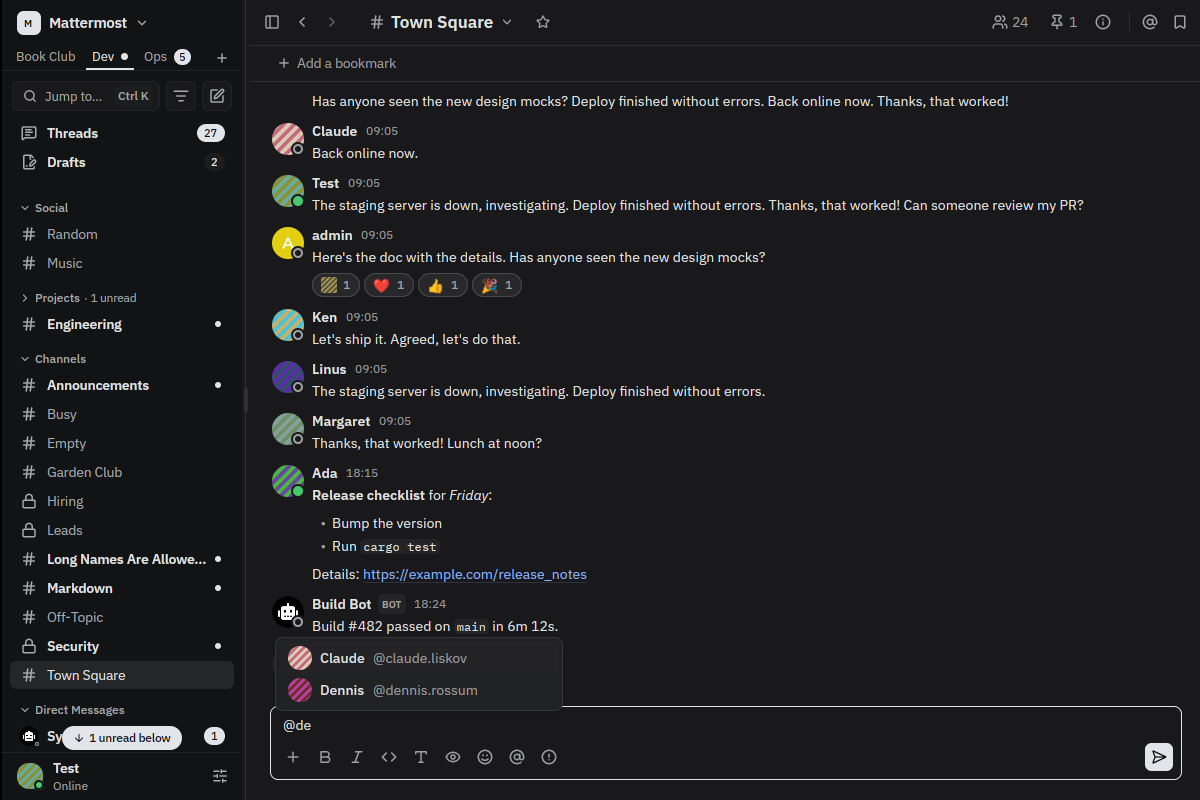 M Mattermost
Book Club Dev Ops 5
Jump to... Ctrl K
Threads 27
Drafts 2
Social
Random
Music
Projects · 1 unread
Engineering
Channels
Announcements
Busy
Empty
Garden Club
Hiring
Leads
Long Names Are Allowe...
Markdown
Off-Topic
Security
Town Square
Direct Messages
Sy 1
1 unread below
Test
Online
Town Square 24 1
Add a bookmark
Has anyone seen the new design mocks? Deploy finished without errors. Back online now. Thanks, that worked!
Claude 09:05
Back online now.
Test 09:05
The staging server is down, investigating. Deploy finished without errors. Thanks, that worked! Can someone review my PR?
A admin 09:05
Here's the doc with the details. Has anyone seen the new design mocks?
1 ❤️ 1 👍 1 🎉 1
Ken 09:05
Let's ship it. Agreed, let's do that.
Linus 09:05
The staging server is down, investigating. Deploy finished without errors.
Margaret 09:05
Thanks, that worked! Lunch at noon?
Ada 18:15
Release checklist for Friday:
• Bump the version
• Run cargo test
Details: https://example.com/release_notes
Build Bot BOT 18:24
Build #482 passed on main in 6m 12s.
Claude @claude.liskov
Dennis @dennis.rossum
@de